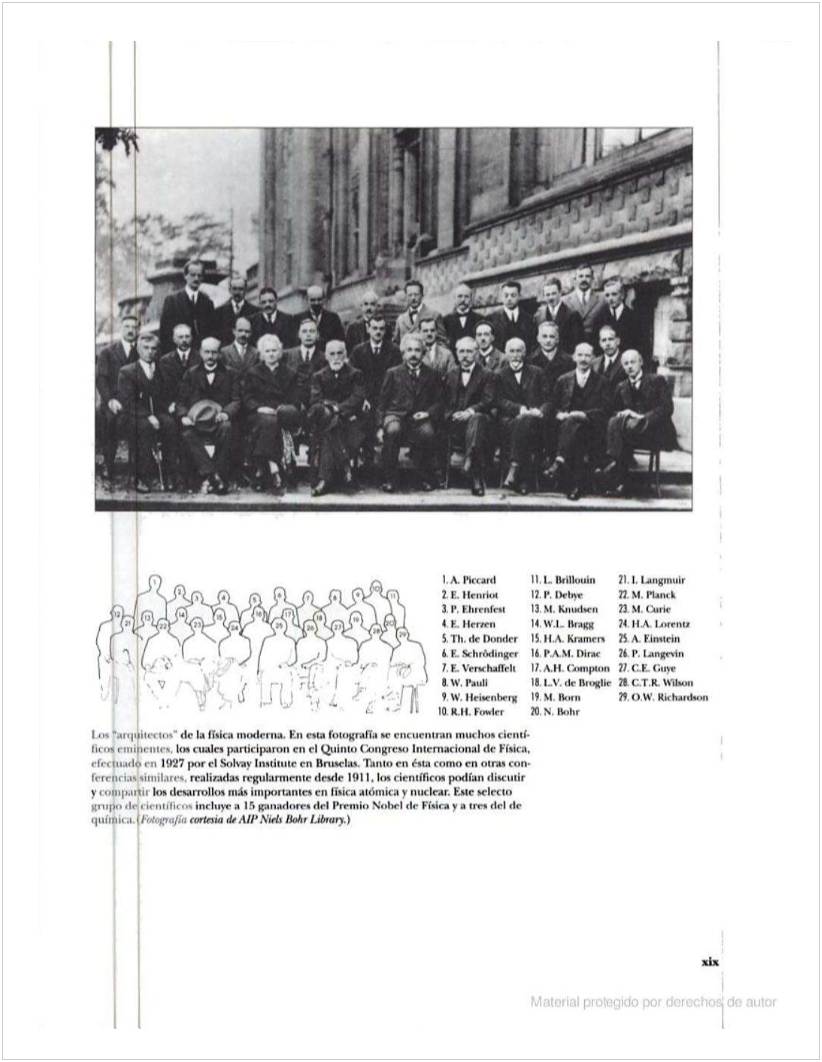 1. A. Piccard
2. E. Henriot
3. P. Ehrenfest
4. E. Herzen
5. Th. de Donder
6. E. Schrödinger
7. E. Verschaffelt
8. W. Pauli
9. W. Heisenberg
10. R.H. Fowler
11. L. Brillouin
12. P. Debye
13. M. Knudsen
14. W.L. Bragg
15. H.A. Kramers
16. P.A.M. Dirac
17. A.H. Compton
18. L.V. de Broglie
19. M. Born
20. N. Bohr
21. I. Langmuir
22. M. Planck
23. M. Curie
24. H.A. Lorentz
25. A. Einstein
26. P. Langevin
27. C.E. Guye
28. C.T.R. Wilson
29. O.W. Richardson
Los "arquitectos" de la física moderna. En esta fotografía se encuentran muchos cientí-
ficos eminentes, los cuales participaron en el Quinto Congreso Internacional de Física,
efectuado en 1927 por el Solvay Institute en Bruselas. Tanto en ésta como en otras con-
ferencias similares, realizadas regularmente desde 1911, los científicos podían discutir
y compartir los desarrollos más importantes en física atómica y nuclear. Este selecto
grupo de científicos incluye a 15 ganadores del Premio Nobel de Física y a tres del de
química. (Fotografía cortesia de AIP Niels Bohr Library.)
xix
Material protegido por derechos de autor